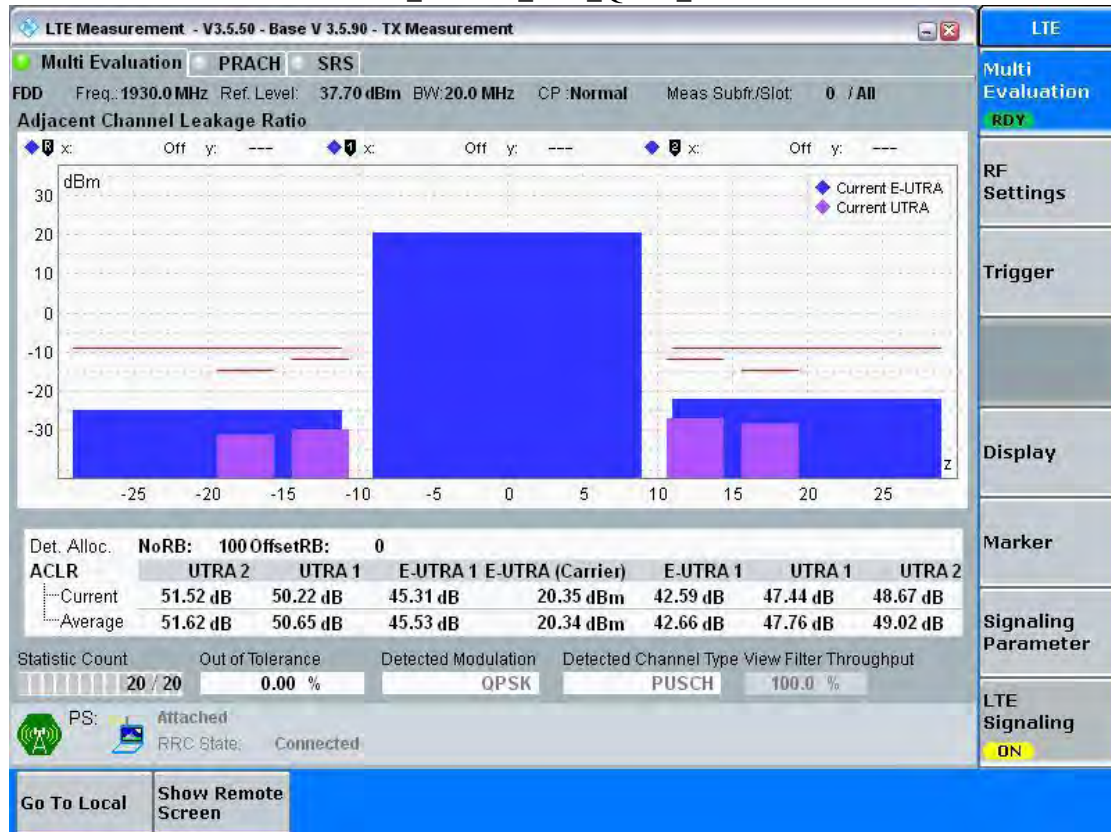 LTE Measurement - V3.5.50 - Base V 3.5.90 - TX Measurement
LTE
Multi Evaluation PRACH SRS
Multi Evaluation
RDY
FDD Freq.: 1930.0 MHz Ref. Level: 37.70 dBm BW: 20.0 MHz CP : Normal Meas Subfr./Slot: 0 / All
Adjacent Channel Leakage Ratio
R x: Off y: --- 1 x: Off y: --- 2 x: Off y: ---
dBm
Current E-UTRA
Current UTRA
30
20
10
0
-10
-20
-30
z
-25 -20 -15 -10 -5 0 5 10 15 20 25
RF
Settings
Trigger
Display
Marker
Signaling
Parameter
LTE
Signaling
ON
Det. Alloc. NoRB: 100 OffsetRB: 0
ACLR UTRA 2 UTRA 1 E-UTRA 1 E-UTRA (Carrier) E-UTRA 1 UTRA 1 UTRA 2
Current 51.52 dB 50.22 dB 45.31 dB 20.35 dBm 42.59 dB 47.44 dB 48.67 dB
Average 51.62 dB 50.65 dB 45.53 dB 20.34 dBm 42.66 dB 47.76 dB 49.02 dB
Statistic Count Out of Tolerance Detected Modulation Detected Channel Type View Filter Throughput
20 / 20 0.00 % QPSK PUSCH 100.0 %
PS: Attached
RRC State: Connected
Go To Local
Show Remote
Screen